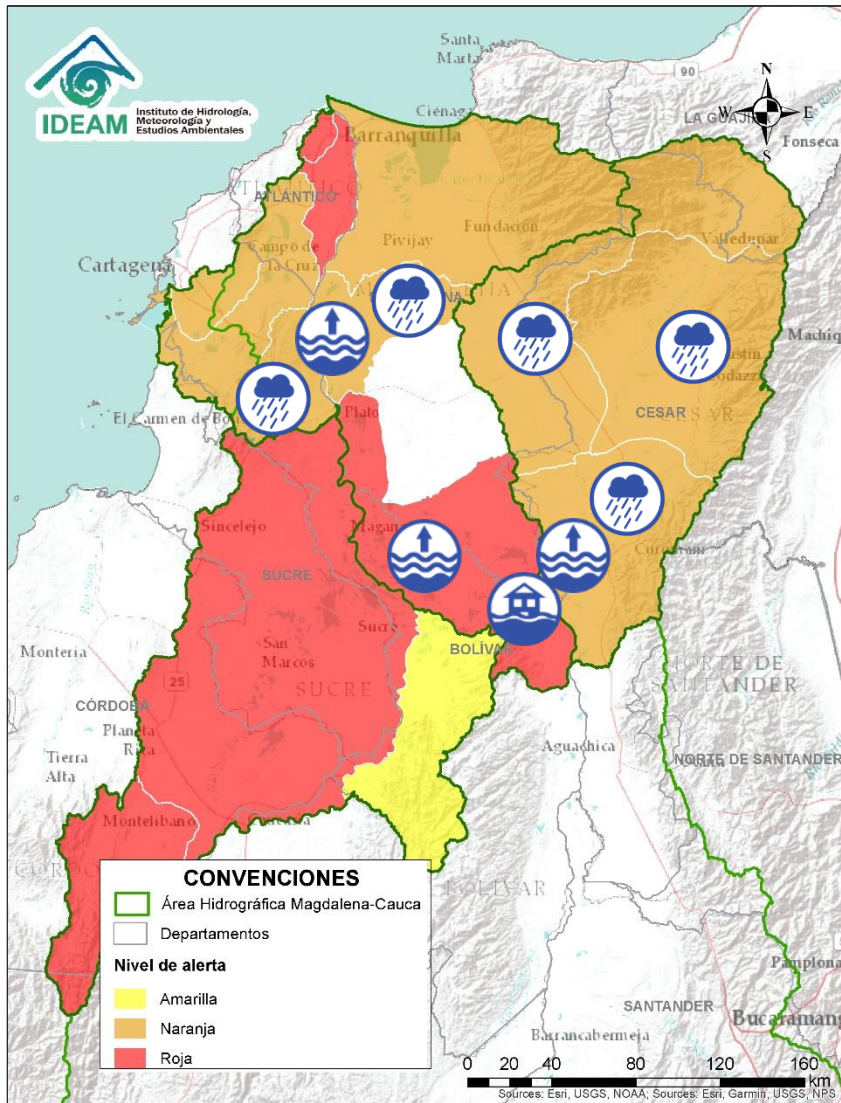 IDEAM
Instituto de Hidrología,
Meteorología y
Estudios Ambientales
Santa
Marta
90
N
W
E
S
LA GUAJI
Ciénaga
Barranquilla
Fonseca
ATLÁNTICO
Cartagena
Campo de
la Cruz
Pivijay
Fundación
Valledupar
El Carmen de Bo
Plato
CESAR
CESAR
Machiq
Sincelejo
SUCRE
Magan
Curumaní
Sucre
San
Marcos
SUCRE
BOLÍVAR
Montería
25
CÓRDOBA
Planeta
Rica
Tierra
Alta
NORTE DE
SANTANDER
Aguachica
NORTE DE SANTANDER
Montelíbano
BOLÍVAR
CONVENCIONES
Área Hidrográfica Magdalena-Cauca
Departamentos
Nivel de alerta
Amarilla
Naranja
Roja
Pamplona
SANTANDER
Bucaramang
Barrancabermeja
0 20 40 80 120 160
km
Sources: Esri, USGS, NOAA; Sources: Esri, Garmin, USGS, NPS